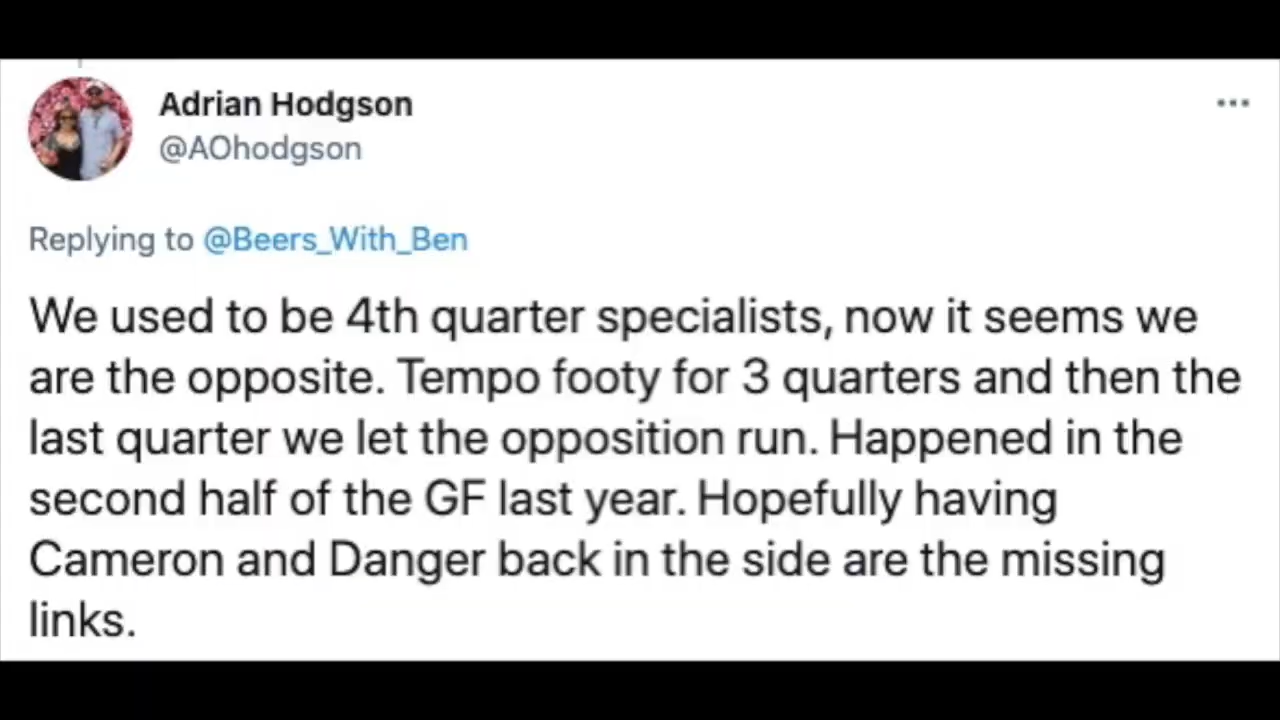 Adrian Hodgson
@AOhodgson
Replying to @Beers_With_Ben
We used to be 4th quarter specialists, now it seems we
are the opposite. Tempo footy for 3 quarters and then the
last quarter we let the opposition run. Happened in the
second half of the GF last year. Hopefully having
Cameron and Danger back in the side are the missing
links.